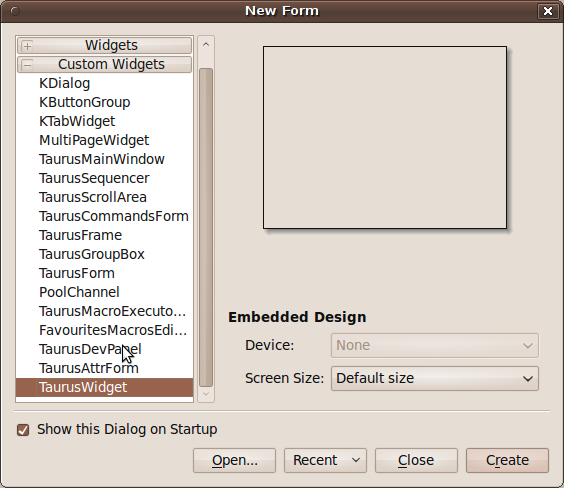 New Form
Widgets
Custom Widgets
KDialog
KButtonGroup
KTabWidget
MultiPageWidget
TaurusMainWindow
TaurusSequencer
TaurusScrollArea
TaurusCommandsForm
TaurusFrame
TaurusGroupBox
TaurusForm
PoolChannel
TaurusMacroExecuto...
FavouritesMacrosEdi...
TaurusDevPanel
TaurusAttrForm
TaurusWidget
Embedded Design
Device: None
Screen Size: Default size
Show this Dialog on Startup
Open... Recent Close Create